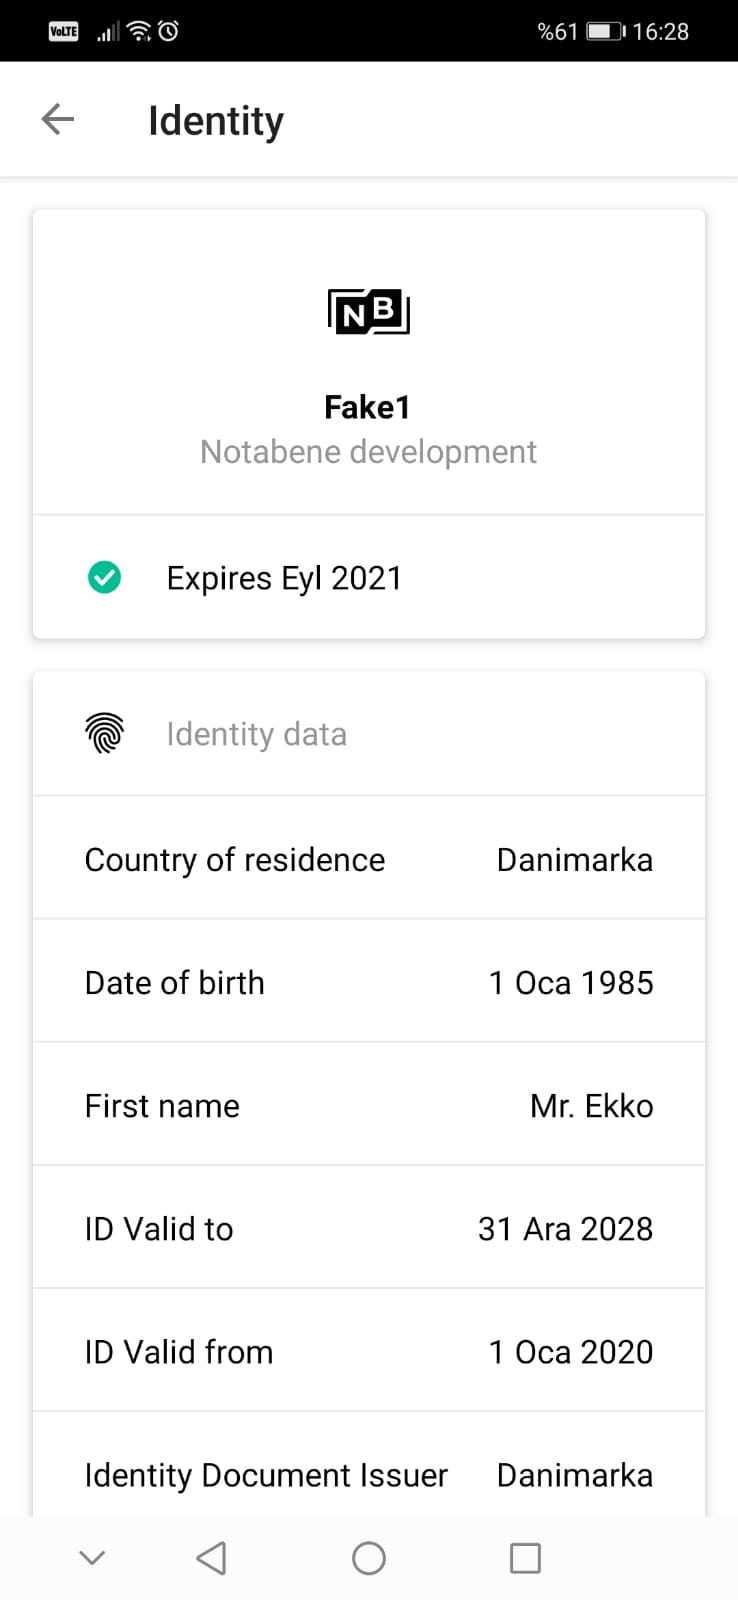 VoLTE %61 16:28
Identity
NB
Fake1
Notabene development
Expires Eyl 2021
Identity data
Country of residence Danimarka
Date of birth 1 Oca 1985
First name Mr. Ekko
ID Valid to 31 Ara 2028
ID Valid from 1 Oca 2020
Identity Document Issuer Danimarka